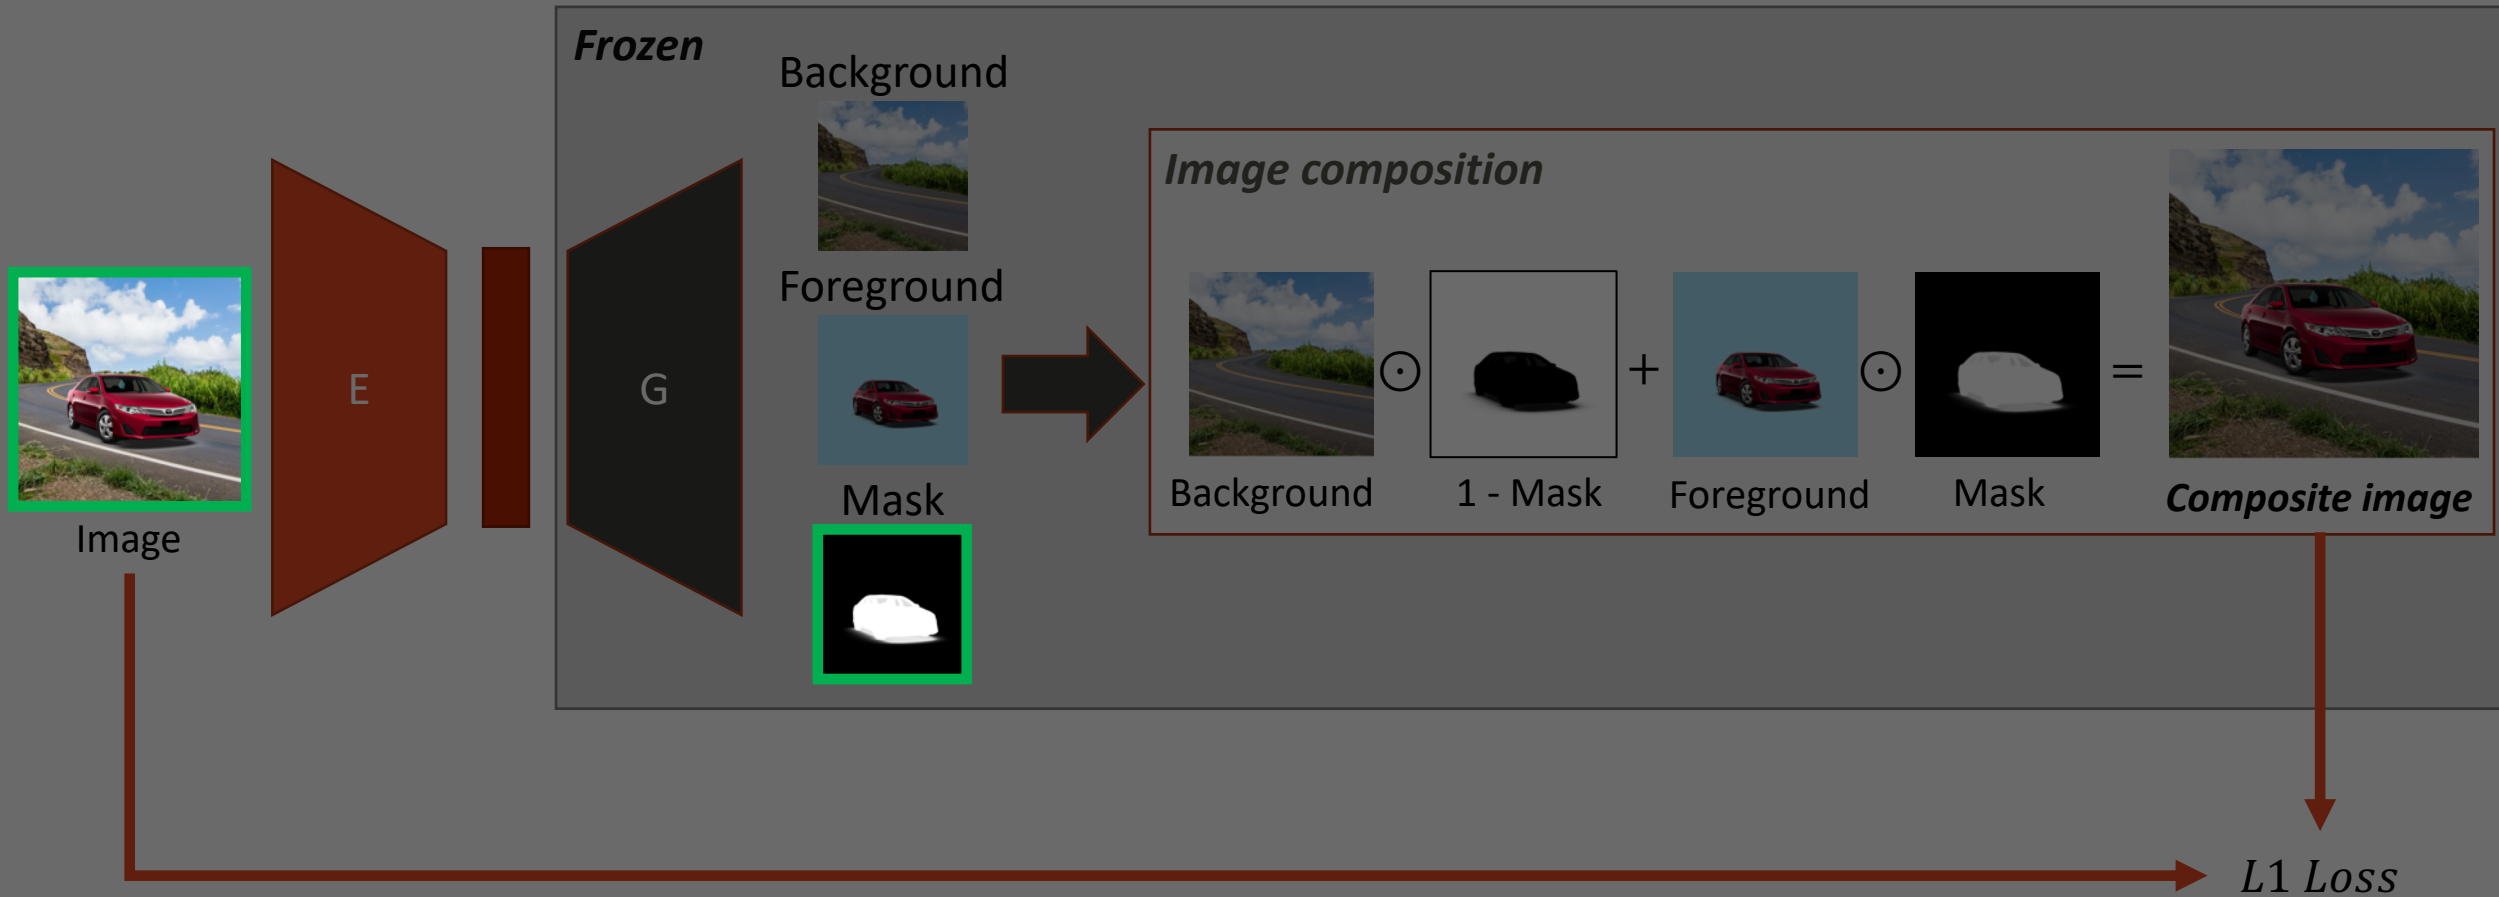 Frozen
Background
Foreground
Mask
Image
E
G
Image composition
⊙ + ⊙ =
Background 1 - Mask Foreground Mask Composite image
L1 Loss